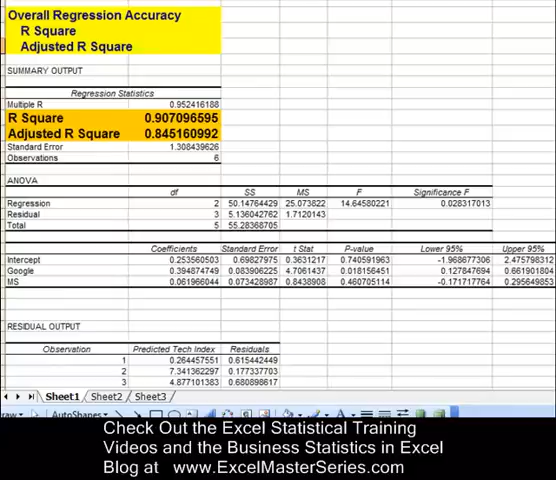 Overall Regression Accuracy
R Square
Adjusted R Square
SUMMARY OUTPUT
Regression Statistics
Multiple R 0.952416188
R Square 0.907096595
Adjusted R Square 0.845160992
Standard Error 1.308439626
Observations 6
ANOVA
df SS MS F Significance F
Regression 2 50.14764429 25.073822 14.64580221 0.028317013
Residual 3 5.136042762 1.7120143
Total 5 55.28368705
Coefficients Standard Error t Stat P-value Lower 95% Upper 95%
Intercept 0.253560503 0.69827975 0.3631217 0.740591963 -1.968677306 2.475798312
Google 0.394874749 0.083906225 4.7061437 0.018156451 0.127847694 0.661901804
MS 0.061966044 0.073428987 0.8438908 0.460705114 -0.171717764 0.295649853
RESIDUAL OUTPUT
Observation Predicted Tech Index Residuals
1 0.264457551 0.615442449
2 7.341362297 0.177337703
3 4.877101383 0.680898617
Sheet1 Sheet2 Sheet3
AutoShapes
Check Out the Excel Statistical Training
Videos and the Business Statistics in Excel
Blog at www.ExcelMasterSeries.com